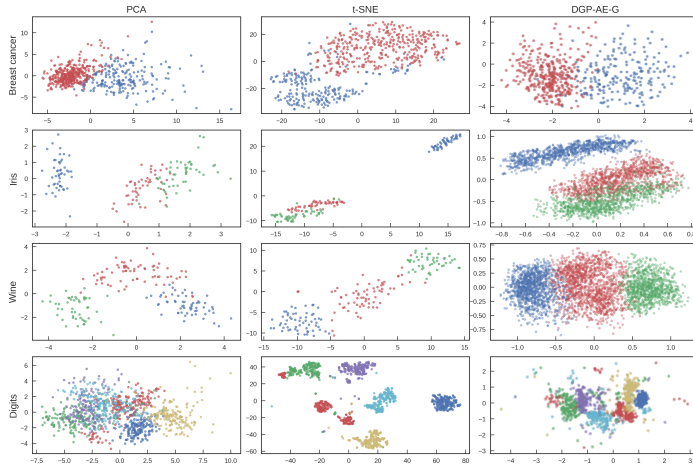 PCA t-SNE DGP-AE-G
Breast cancer
10 5 0 −5
−5 0 5 10 15
20 0 −20
−20 −10 0 10 20
4 2 0 −2 −4
−4 −2 0 2 4
Iris
3 2 1 0 −1 −2
−3 −2 −1 0 1 2 3
20 10 0 −10
−15 −10 −5 0 5 10 15
1.0 0.5 0.0 −0.5 −1.0
−0.8 −0.6 −0.4 −0.2 0.0 0.2 0.4 0.6
Wine
4 2 0 −2
−4 −2 0 2 4
10 5 0 −5 −10
−15 −10 −5 0 5 10 15
0.75 0.50 0.25 0.00 −0.25 −0.50 −0.75
−1.0 −0.5 0.0 0.5 1.0
Digits
6 4 2 0 −2 −4
−7.5 −5.0 −2.5 0.0 2.5 5.0 7.5 10.0
40 20 0 −20 −40 −60
−60 −40 −20 0 20 40 60 80
2 1 0 −1 −2 −3
−4 −3 −2 −1 0 1 2 3